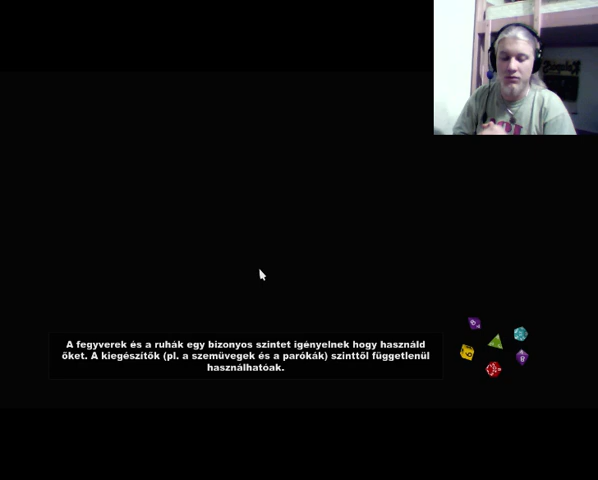 A fegyverek és a ruhák egy bizonyos szintet igényelnek hogy használd
őket. A kiegészítők (pl. a szemüvegek és a parókák) szinttől függetlenül
használhatóak.